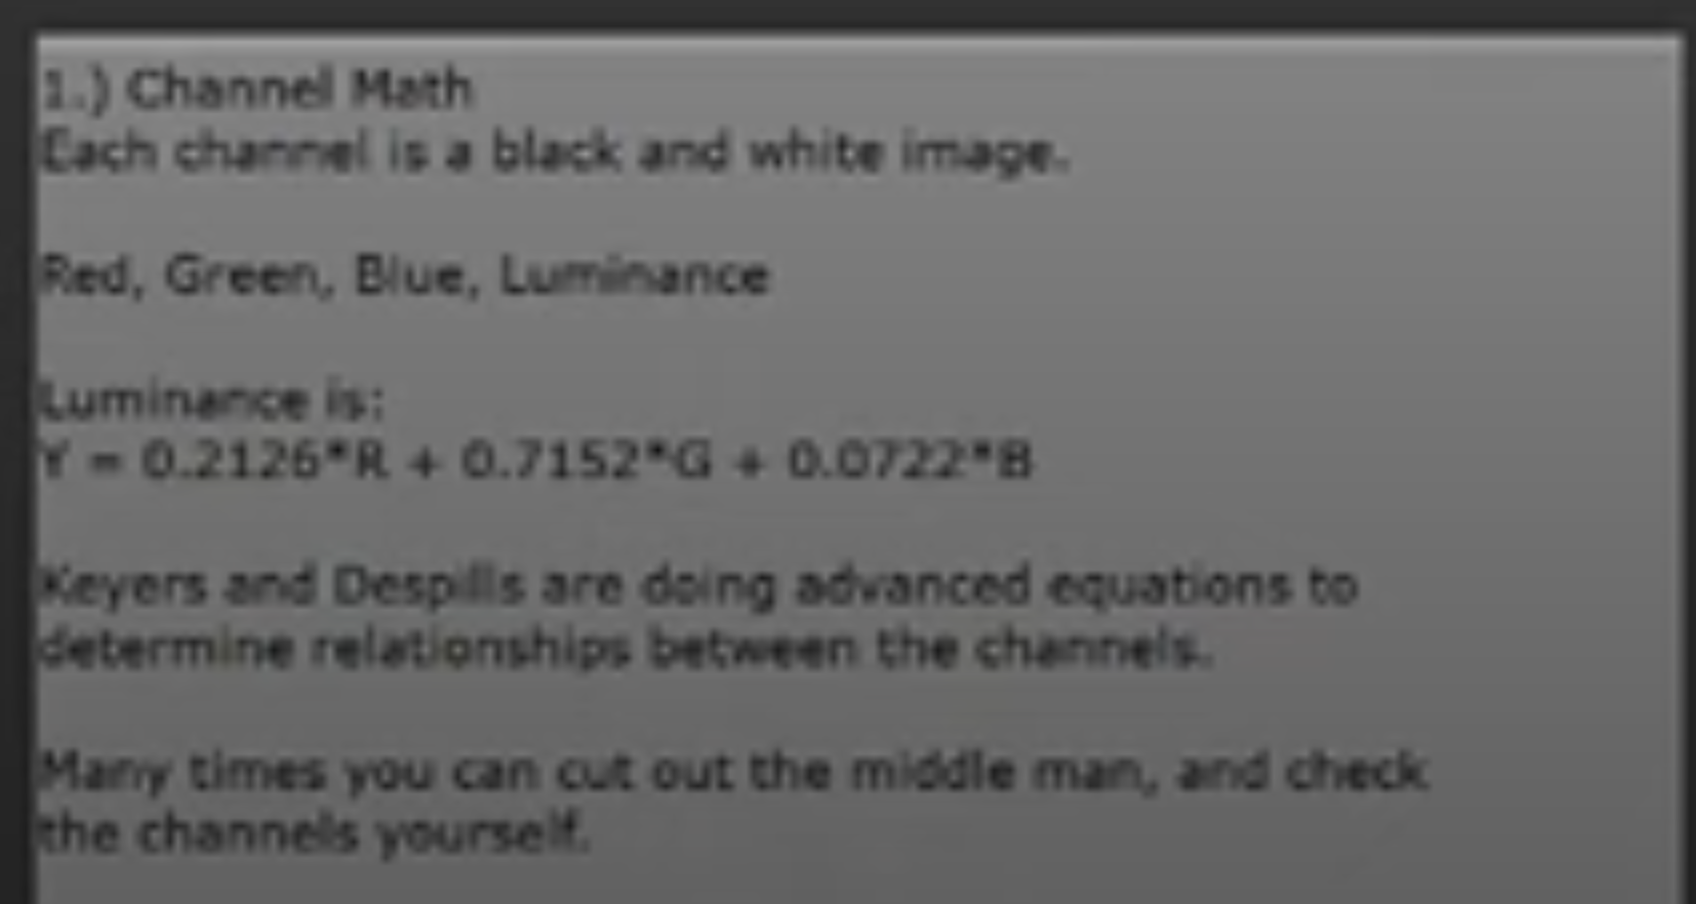 1.) Channel Math
Each channel is a black and white image.
Red, Green, Blue, Luminance
Luminance is:
Y = 0.2126*R + 0.7152*G + 0.0722*B
Keyers and Despills are doing advanced equations to
determine relationships between the channels.
Many times you can cut out the middle man, and check
the channels yourself.